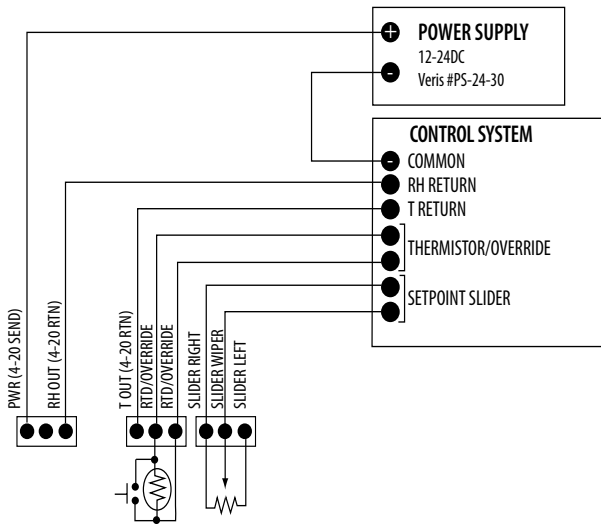 POWER SUPPLY
12-24DC
Veris #PS-24-30
CONTROL SYSTEM
COMMON
RH RETURN
T RETURN
THERMISTOR/OVERRIDE
SETPOINT SLIDER
PWR (4-20 SEND)
RH OUT (4-20 RTN)
T OUT (4-20 RTN)
RTD/OVERRIDE
RTD/OVERRIDE
SLIDER RIGHT
SLIDER WIPER
SLIDER LEFT